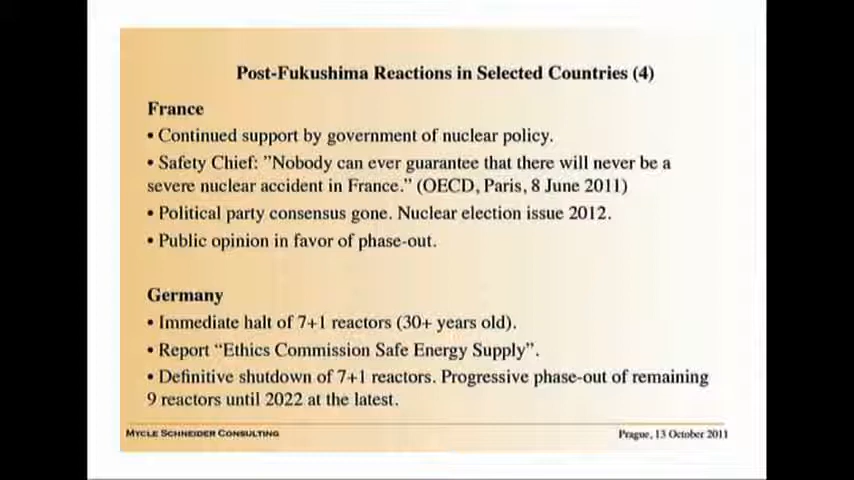 Post-Fukushima Reactions in Selected Countries (4)
France
• Continued support by government of nuclear policy.
• Safety Chief: ”Nobody can ever guarantee that there will never be a
severe nuclear accident in France.” (OECD, Paris, 8 June 2011)
• Political party consensus gone. Nuclear election issue 2012.
• Public opinion in favor of phase-out.
Germany
• Immediate halt of 7+1 reactors (30+ years old).
• Report “Ethics Commission Safe Energy Supply”.
• Definitive shutdown of 7+1 reactors. Progressive phase-out of remaining
9 reactors until 2022 at the latest.
MYCLE SCHNEIDER CONSULTING
Prague, 13 October 2011